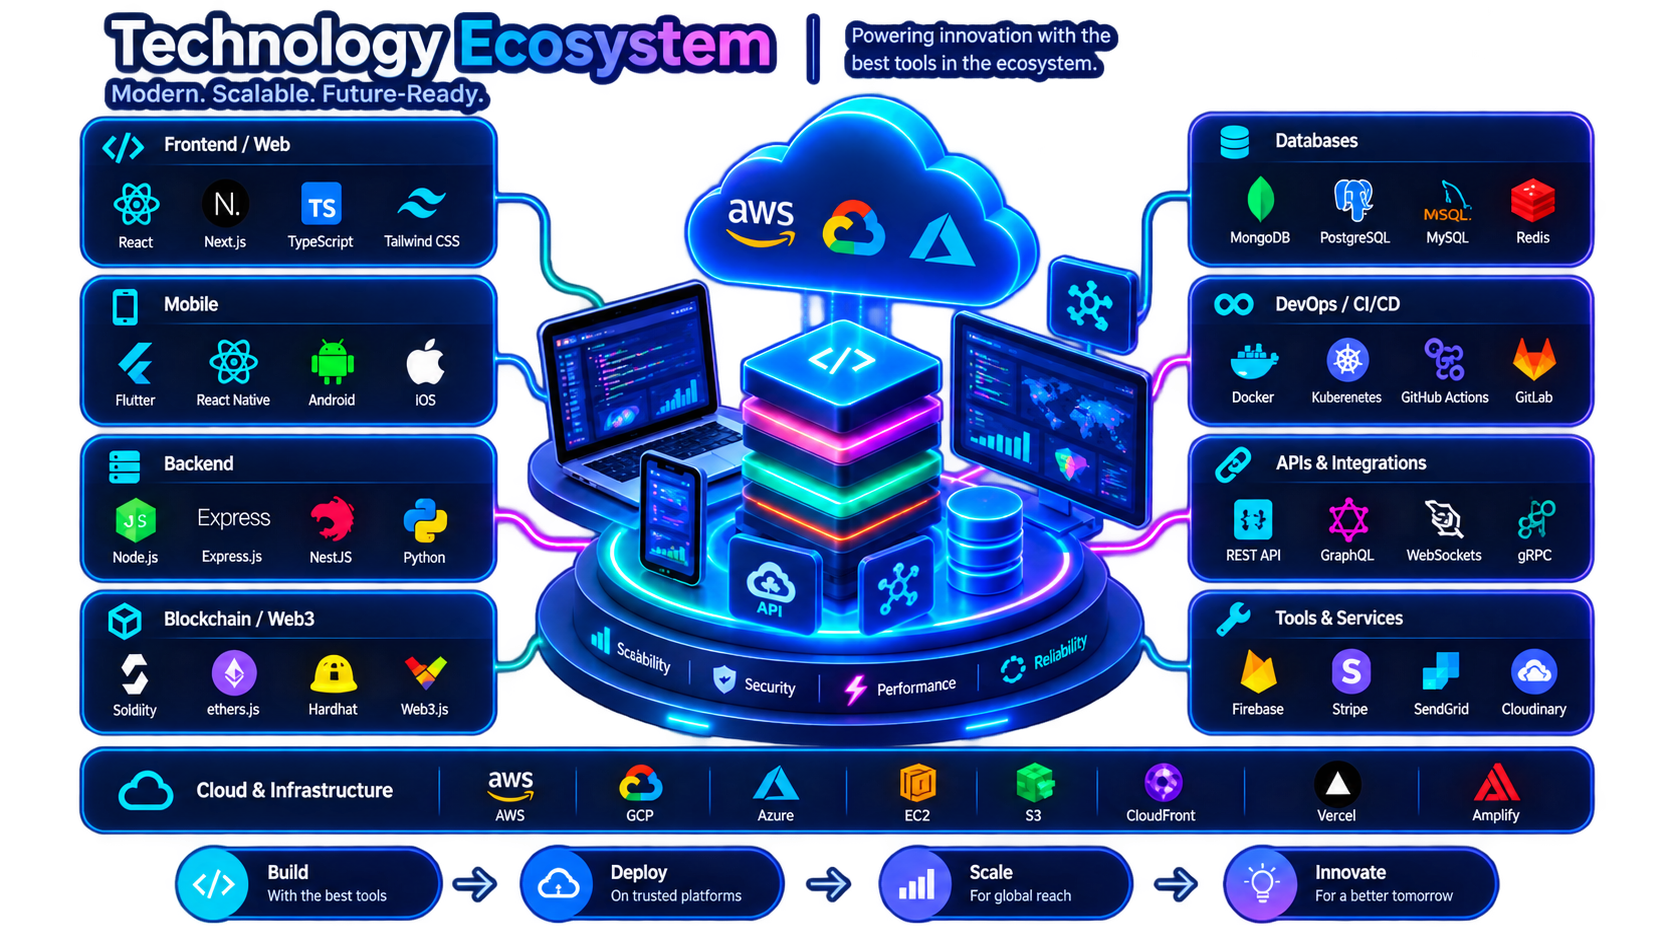 Technology Ecosystem
Modern. Scalable. Future-Ready.
Powering innovation with the
best tools in the ecosystem.
Frontend / Web
N.
TS
React
Next.js
TypeScript
Tailwind CSS
Mobile
Flutter
React Native
Android
iOS
Backend
JS
Express
Node.js
Express.js
NestJS
Python
Blockchain / Web3
Soldiity
ethers.js
Hardhat
Web3.js
aws
</>
API
Scалability
Security
Performance
Reliability
Databases
MSQL.
MongoDB
PostgreSQL
MySQL
Redis
DevOps / CI/CD
Docker
Kuberenetes
GitHub Actions
GitLab
APIs & Integrations
REST API
GraphQL
WebSockets
gRPC
Tools & Services
S
Firebase
Stripe
SendGrid
Cloudinary
Cloud & Infrastructure
aws
AWS
GCP
Azure
EC2
S3
CloudFront
Vercel
Amplify
Build
With the best tools
Deploy
On trusted platforms
Scale
For global reach
Innovate
For a better tomorrow